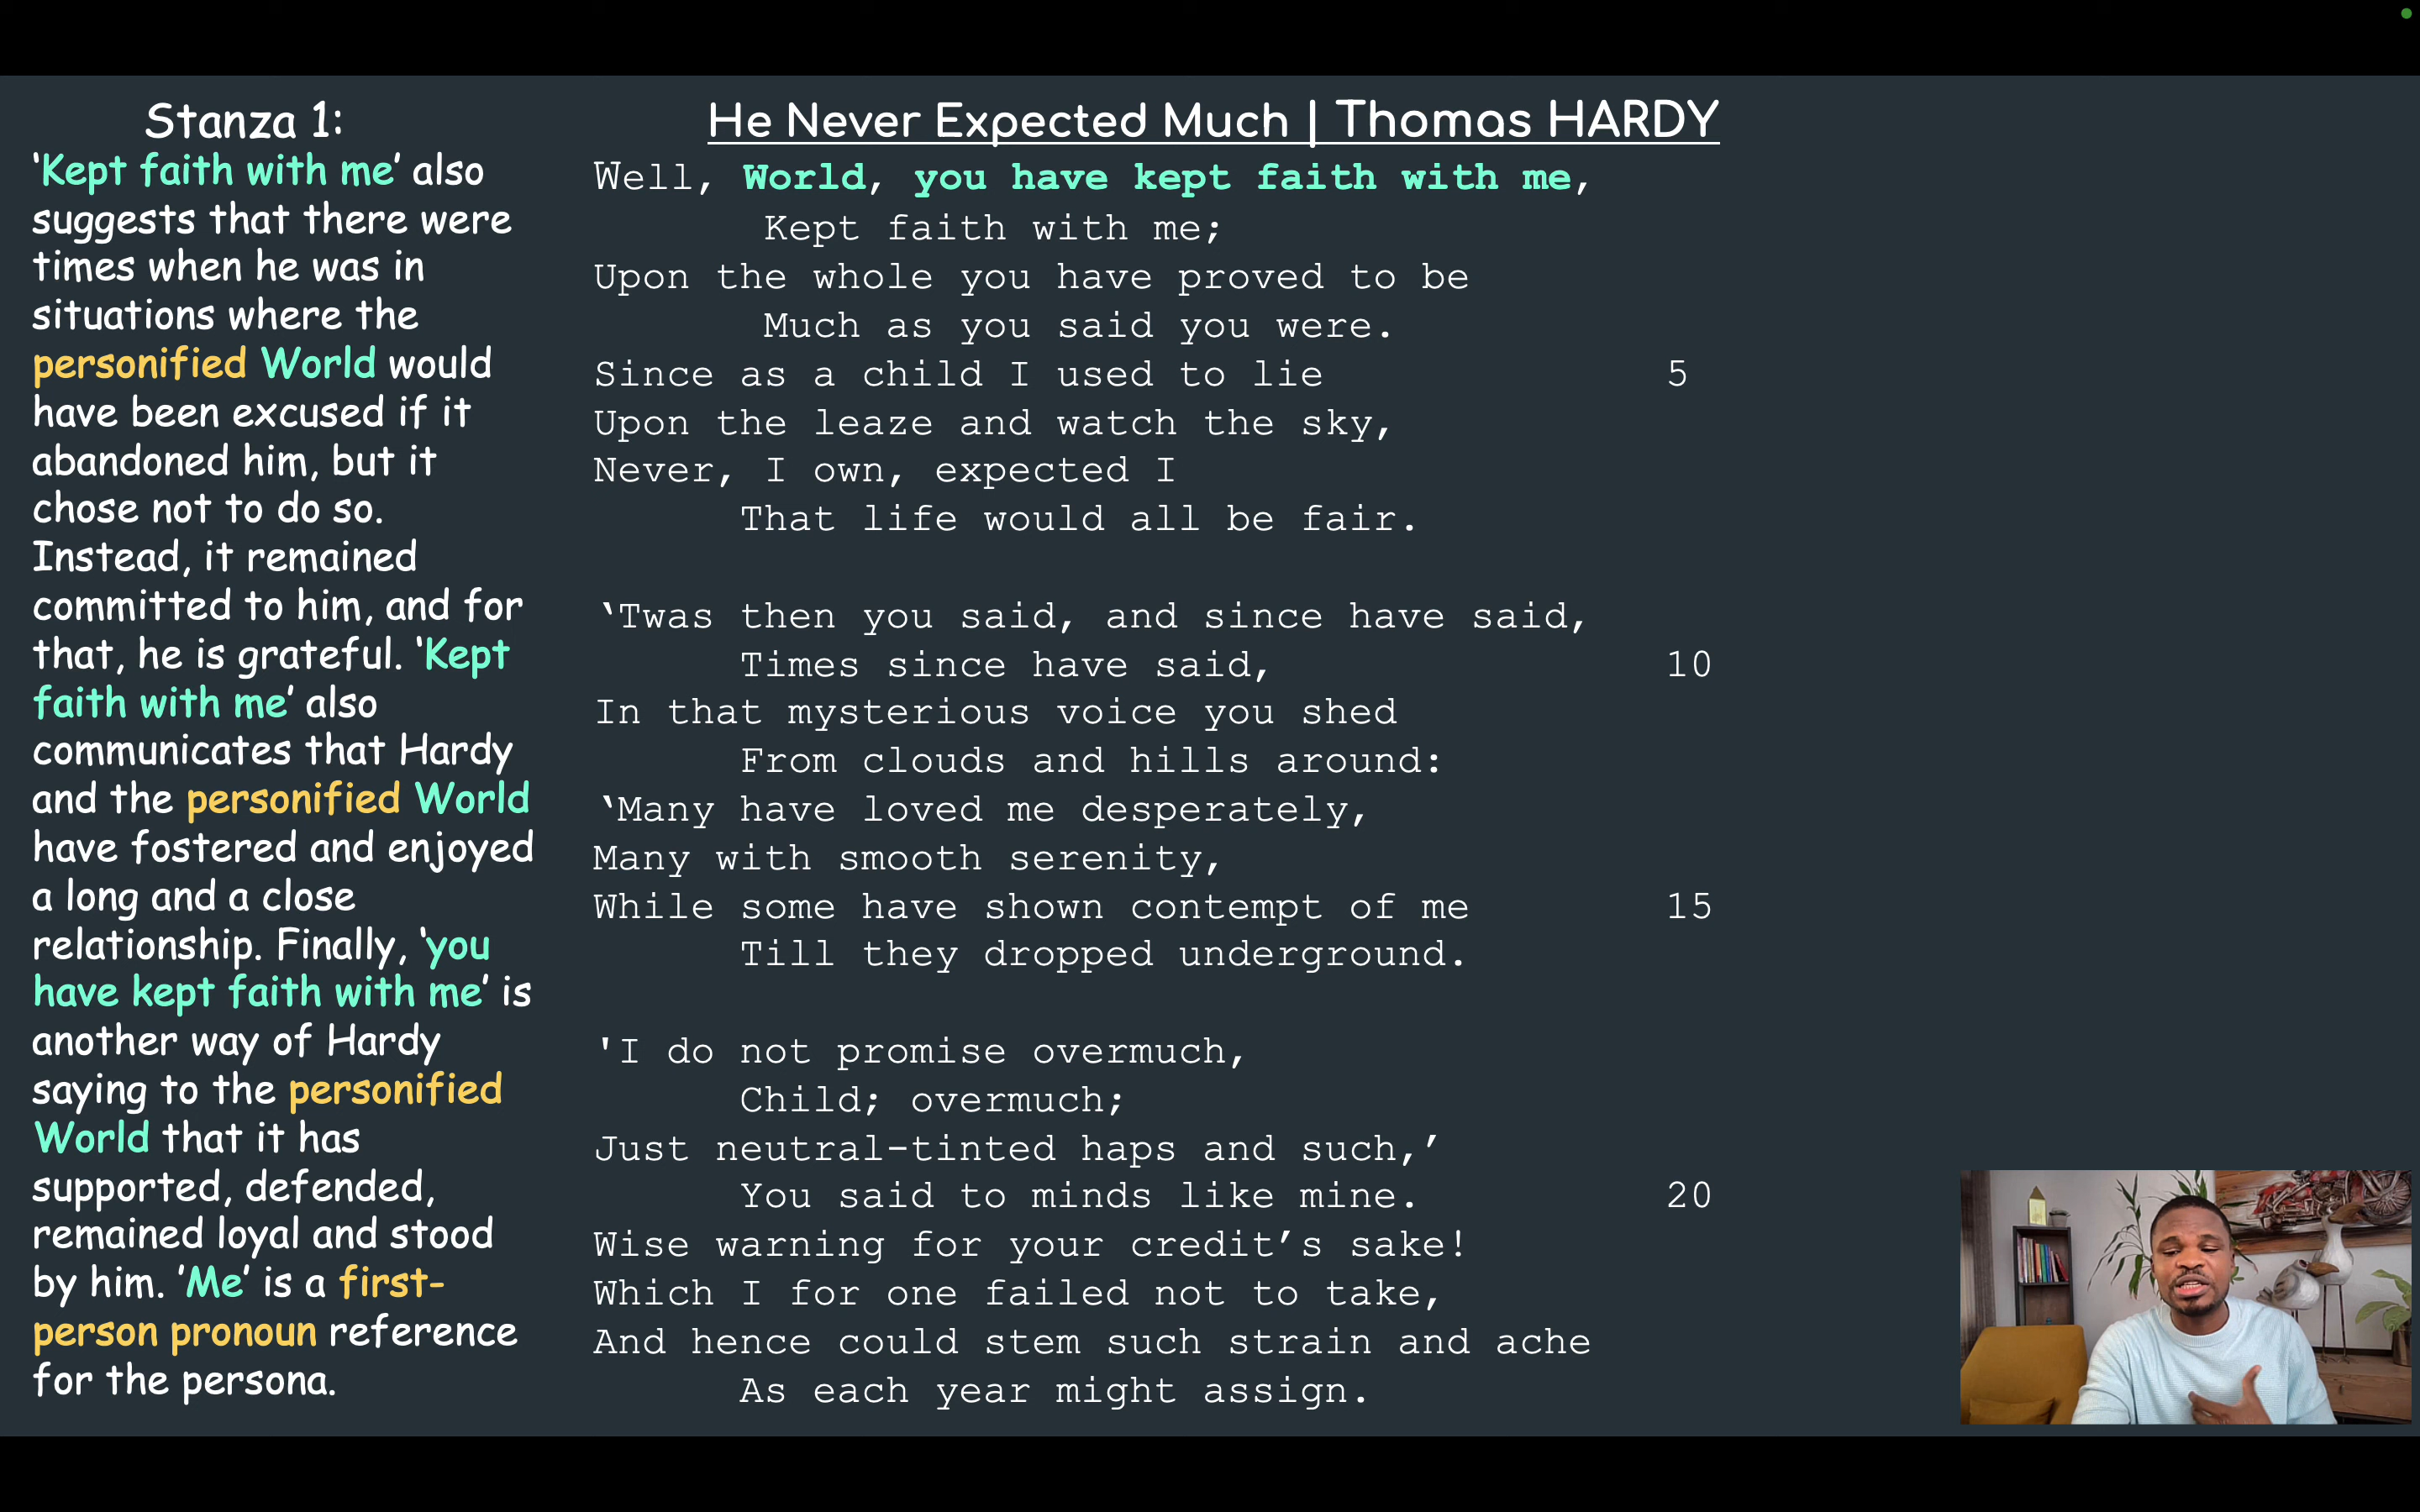 Stanza 1:
‘Kept faith with me’ also
suggests that there were
times when he was in
situations where the
personified World would
have been excused if it
abandoned him, but it
chose not to do so.
Instead, it remained
committed to him, and for
that, he is grateful. ‘Kept
faith with me’ also
communicates that Hardy
and the personified World
have fostered and enjoyed
a long and a close
relationship. Finally, ‘you
have kept faith with me’ is
another way of Hardy
saying to the personified
World that it has
supported, defended,
remained loyal and stood
by him. ’Me’ is a first-
person pronoun reference
for the persona.
He Never Expected Much | Thomas HARDY
Well, World, you have kept faith with me,
Kept faith with me;
Upon the whole you have proved to be
Much as you said you were.
Since as a child I used to lie 5
Upon the leaze and watch the sky,
Never, I own, expected I
That life would all be fair.
‘Twas then you said, and since have said,
Times since have said, 10
In that mysterious voice you shed
From clouds and hills around:
‘Many have loved me desperately,
Many with smooth serenity,
While some have shown contempt of me 15
Till they dropped underground.
'I do not promise overmuch,
Child; overmuch;
Just neutral-tinted haps and such,’
You said to minds like mine. 20
Wise warning for your credit’s sake!
Which I for one failed not to take,
And hence could stem such strain and ache
As each year might assign.